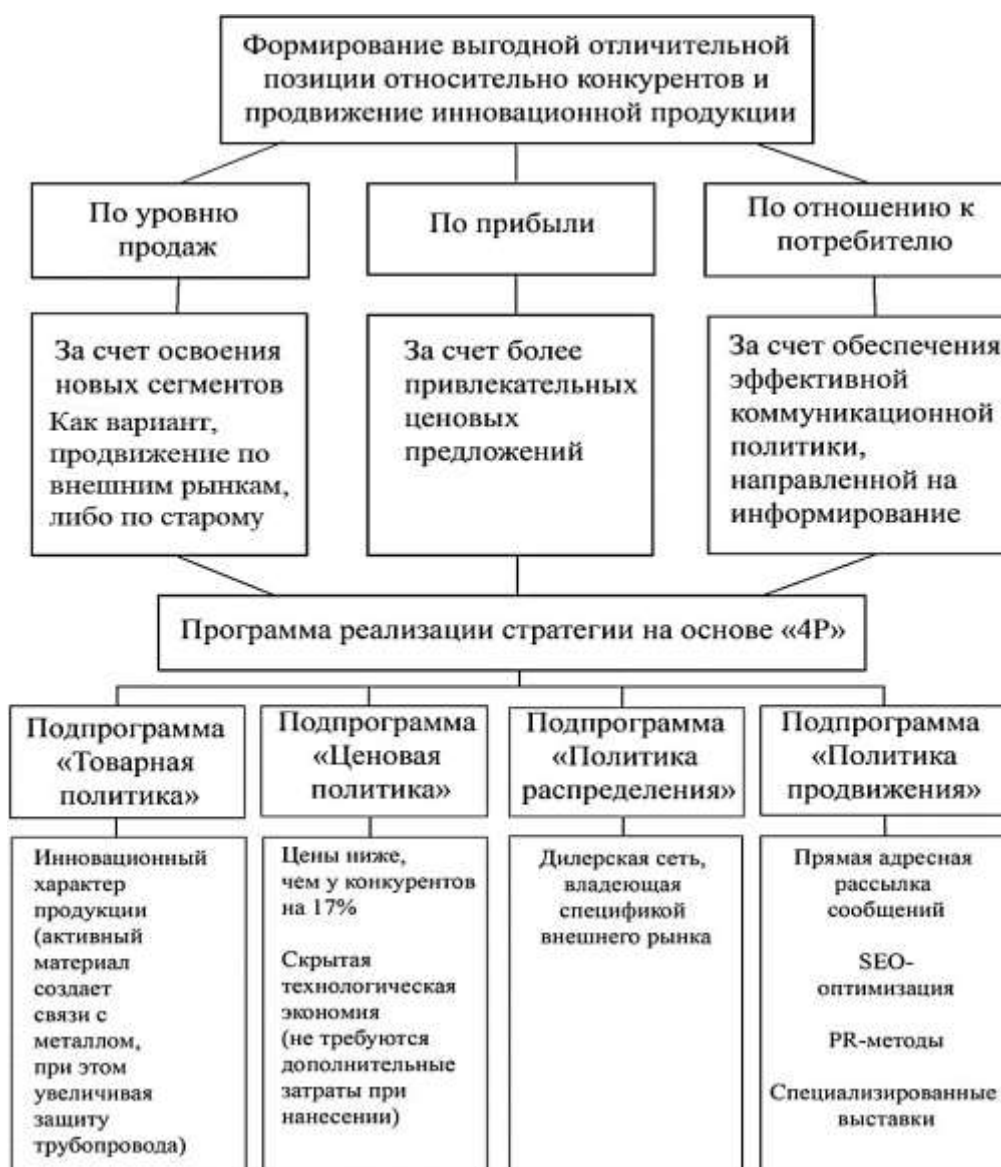 Формирование выгодной отличительной
позиции относительно конкурентов и
продвижение инновационной продукции
По уровню
продаж
По прибыли
По отношению к
потребителю
За счет освоения
новых сегментов
Как вариант,
продвижение по
внешним рынкам,
либо по старому
За счет более
привлекательных
ценовых
предложений
За счет обеспечения
эффективной
коммуникационной
политики,
направленной на
информирование
Программа реализации стратегии на основе «4P»
Подпрограмма
«Товарная
политика»
Подпрограмма
«Ценовая
политика»
Подпрограмма
«Политика
распределения»
Подпрограмма
«Политика
продвижения»
Инновационный
характер
продукции
(активный
материал
создает
связи с
металлом,
при этом
увеличивая
защиту
трубопровода)
Цены ниже,
чем у конкурентов
на 17%
Скрытая
технологическая
экономия
(не требуются
дополнительные
затраты при
нанесении)
Дилерская сеть,
владеющая
спецификой
внешнего рынка
Прямая адресная
рассылка
сообщений
SEO-
оптимизация
PR-методы
Специализированные
выставки